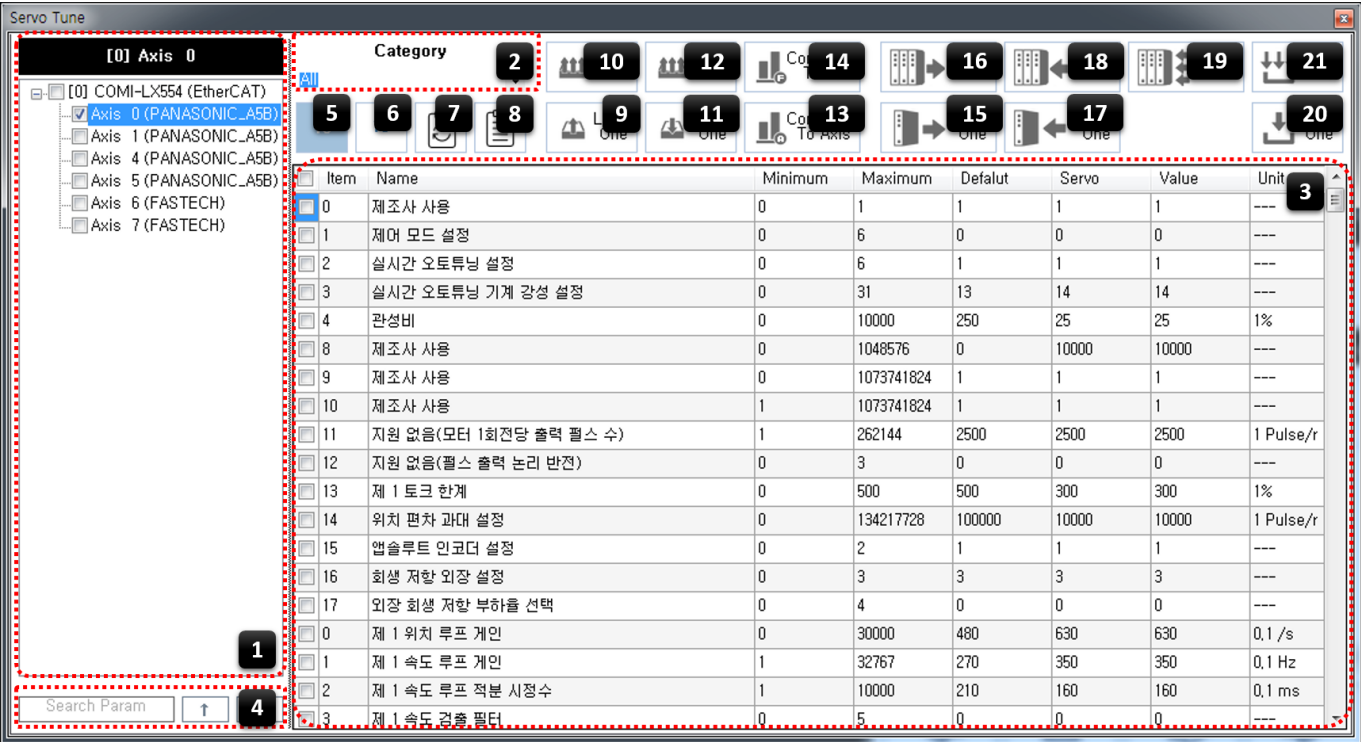 Servo Tune
[0] Axis 0
[0] COMI-LX554 (EtherCAT)
Axis 0 (PANASONIC_A5B)
Axis 1 (PANASONIC_A5B)
Axis 4 (PANASONIC_A5B)
Axis 5 (PANASONIC_A5B)
Axis 6 (FASTECH)
Axis 7 (FASTECH)
1
Search Param ↑ 4
Category
All
2 10 12 14 16 18 19 21
5 6 7 8 9 11 13 15 17 20
One One To Axis One One One
3
Item Name Minimum Maximum Defalut Servo Value Unit
0 제조사 사용 0 1 1 1 1 ---
1 제어 모드 설정 0 6 0 0 0 ---
2 실시간 오토튜닝 설정 0 6 1 1 1 ---
3 실시간 오토튜닝 기계 강성 설정 0 31 13 14 14 ---
4 관성비 0 10000 250 25 25 1%
8 제조사 사용 0 1048576 0 10000 10000 ---
9 제조사 사용 0 1073741824 1 1 1 ---
10 제조사 사용 1 1073741824 1 1 1 ---
11 지원 없음(모터 1회전당 출력 펄스 수) 1 262144 2500 2500 2500 1 Pulse/r
12 지원 없음(펄스 출력 논리 반전) 0 3 0 0 0 ---
13 제 1 토크 한계 0 500 500 300 300 1%
14 위치 편차 과대 설정 0 134217728 100000 10000 10000 1 Pulse/r
15 앱솔루트 인코더 설정 0 2 1 1 1 ---
16 회생 저항 외장 설정 0 3 3 3 3 ---
17 외장 회생 저항 부하율 선택 0 4 0 0 0 ---
0 제 1 위치 루프 게인 0 30000 480 630 630 0,1 /s
1 제 1 속도 루프 게인 1 32767 270 350 350 0,1 Hz
2 제 1 속도 루프 적분 시정수 1 10000 210 160 160 0,1 ms
3 제 1 속도 검출 필터 0 5 0 0 0 ---